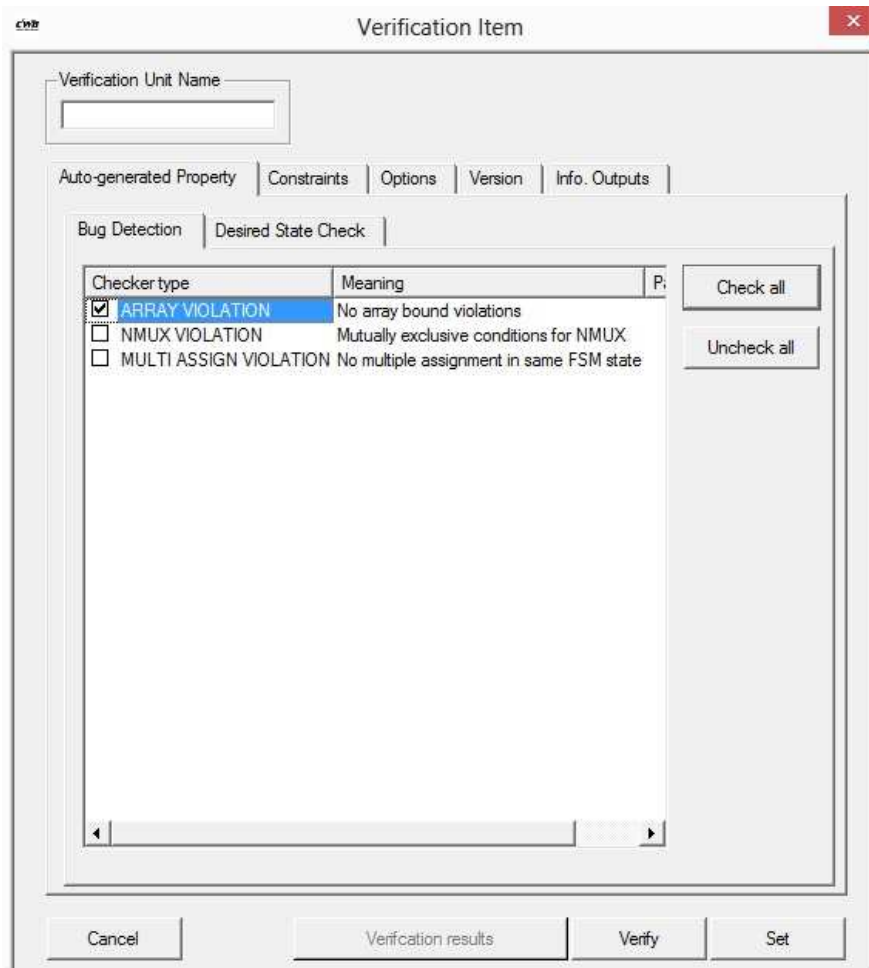 CWB
Verification Item
Verification Unit Name
Auto-generated Property
Constraints
Options
Version
Info. Outputs
Bug Detection
Desired State Check
Checker type
Meaning
Check all
ARRAY VIOLATION
No array bound violations
NMUX VIOLATION
Mutually exclusive conditions for NMUX
Uncheck all
MULTI ASSIGN VIOLATION
No multiple assignment in same FSM state
Cancel
Verifcation results
Verify
Set